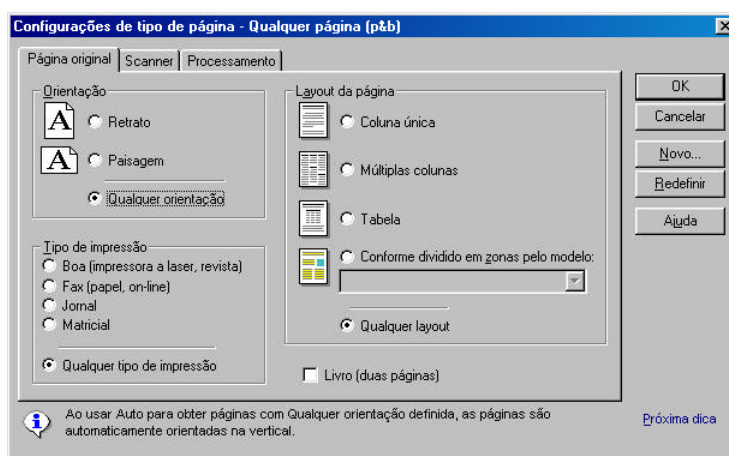 Configurações de tipo de página - Qualquer página (p&b)
Página original
Scanner
Processamento
Orientação
A
Retrato
A
Paisagem
Qualquer orientação
Tipo de impressão
Boa (impressora a laser, revista)
Fax (papel, on-line)
Jornal
Matricial
Qualquer tipo de impressão
Layout da página
Coluna única
Múltiplas colunas
Tabela
Conforme dividido em zonas pelo modelo:
Qualquer layout
Livro (duas páginas)
OK
Cancelar
Novo...
Redefinir
Ajuda
Ao usar Auto para obter páginas com Qualquer orientação definida, as páginas são
automaticamente orientadas na vertical.
Próxima dica